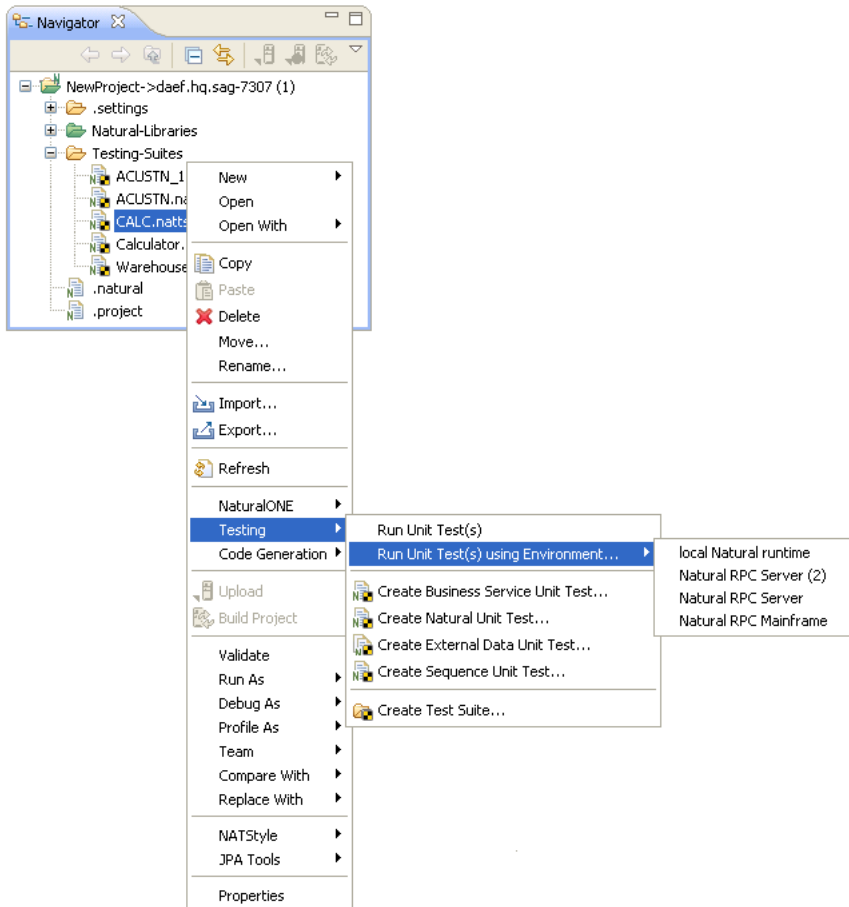 Navigator
NewProject->daef.hq.sag-7307 (1)
.settings
Natural-Libraries
Testing-Suites
ACUSTN_1
ACUSTN.na
CALC.natts
Calculator.
Warehouse
.natural
.project
New
Open
Open With
Copy
Paste
Delete
Move...
Rename...
Import...
Export...
Refresh
NaturalONE
Testing
Code Generation
Upload
Build Project
Validate
Run As
Debug As
Profile As
Team
Compare With
Replace With
NATStyle
JPA Tools
Properties
Run Unit Test(s)
Run Unit Test(s) using Environment...
Create Business Service Unit Test...
Create Natural Unit Test...
Create External Data Unit Test...
Create Sequence Unit Test...
Create Test Suite...
local Natural runtime
Natural RPC Server (2)
Natural RPC Server
Natural RPC Mainframe